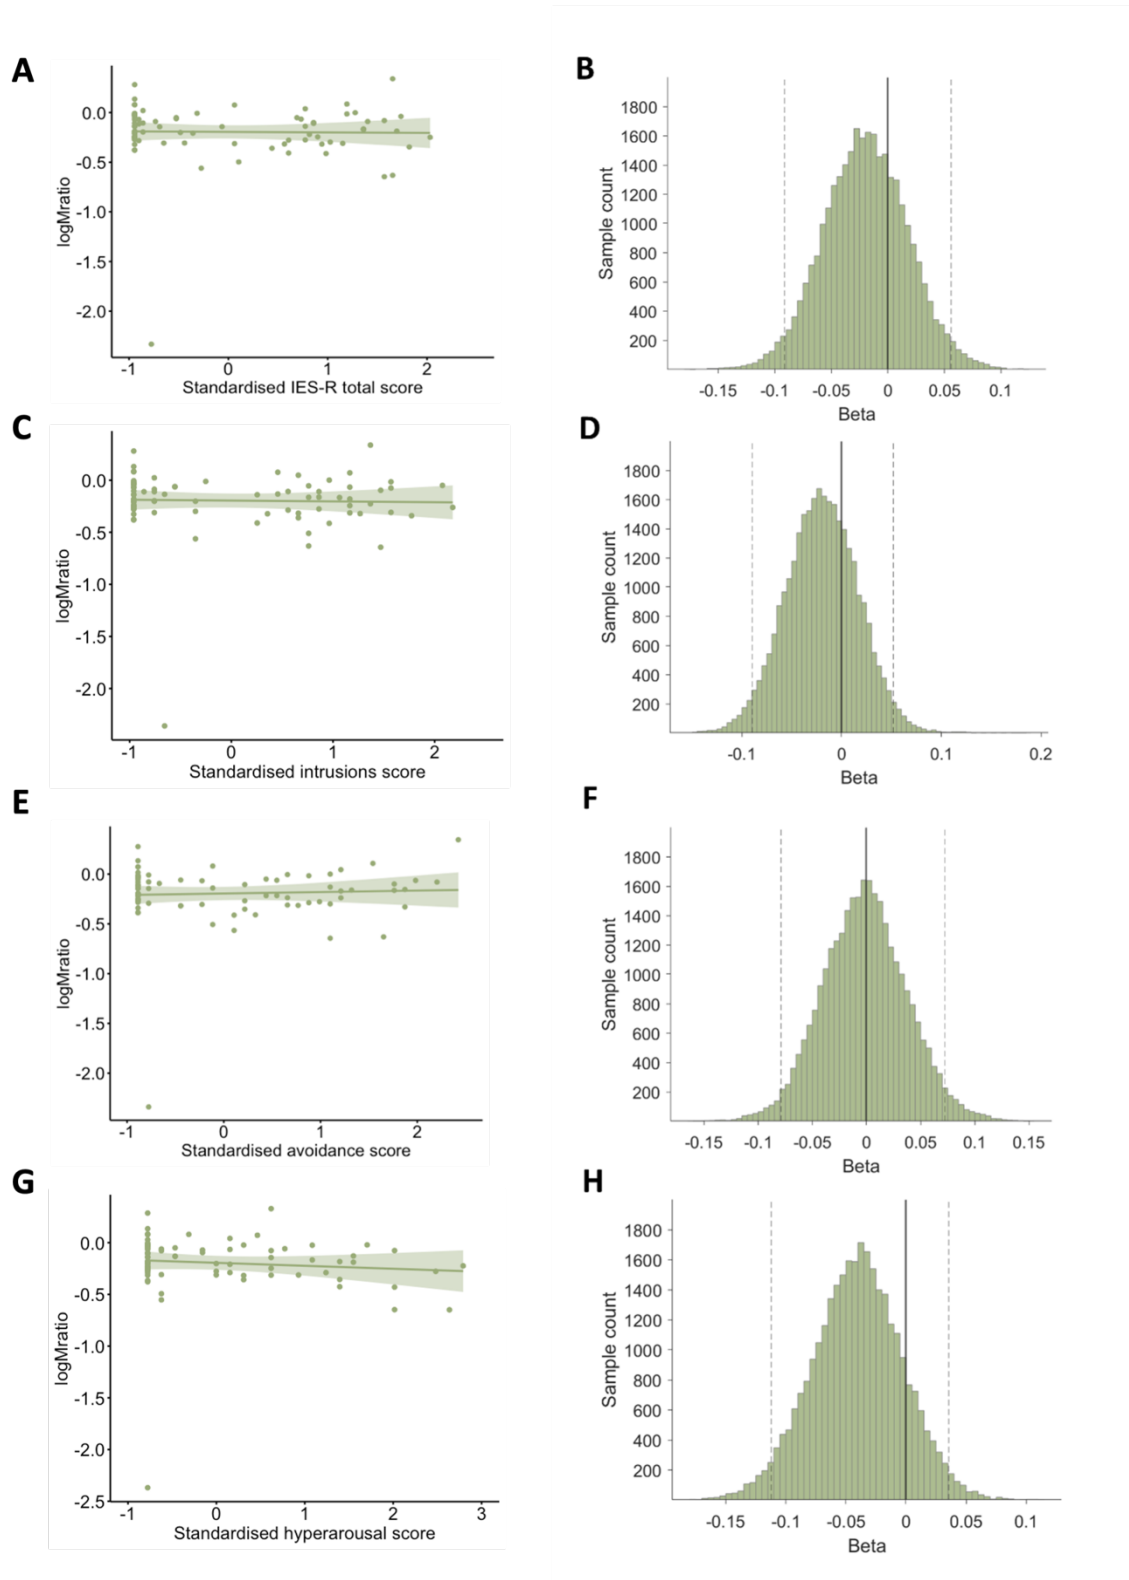 A
0.0
-0.5
-1.0
-1.5
-2.0
logMratio
-1 0 1 2
Standardised IES-R total score
B
1800
1600
1400
1200
1000
800
600
400
200
Sample count
-0.15 -0.1 -0.05 0 0.05 0.1
Beta
C
0.0
-0.5
-1.0
-1.5
-2.0
logMratio
-1 0 1 2
Standardised intrusions score
D
1800
1600
1400
1200
1000
800
600
400
200
Sample count
-0.1 0 0.1 0.2
Beta
E
0.0
-0.5
-1.0
-1.5
-2.0
logMratio
-1 0 1 2
Standardised avoidance score
F
1800
1600
1400
1200
1000
800
600
400
200
Sample count
-0.15 -0.1 -0.05 0 0.05 0.1 0.15
Beta
G
0.0
-0.5
-1.0
-1.5
-2.0
-2.5
logMratio
-1 0 1 2 3
Standardised hyperarousal score
H
1800
1600
1400
1200
1000
800
600
400
200
Sample count
-0.15 -0.1 -0.05 0 0.05 0.1
Beta